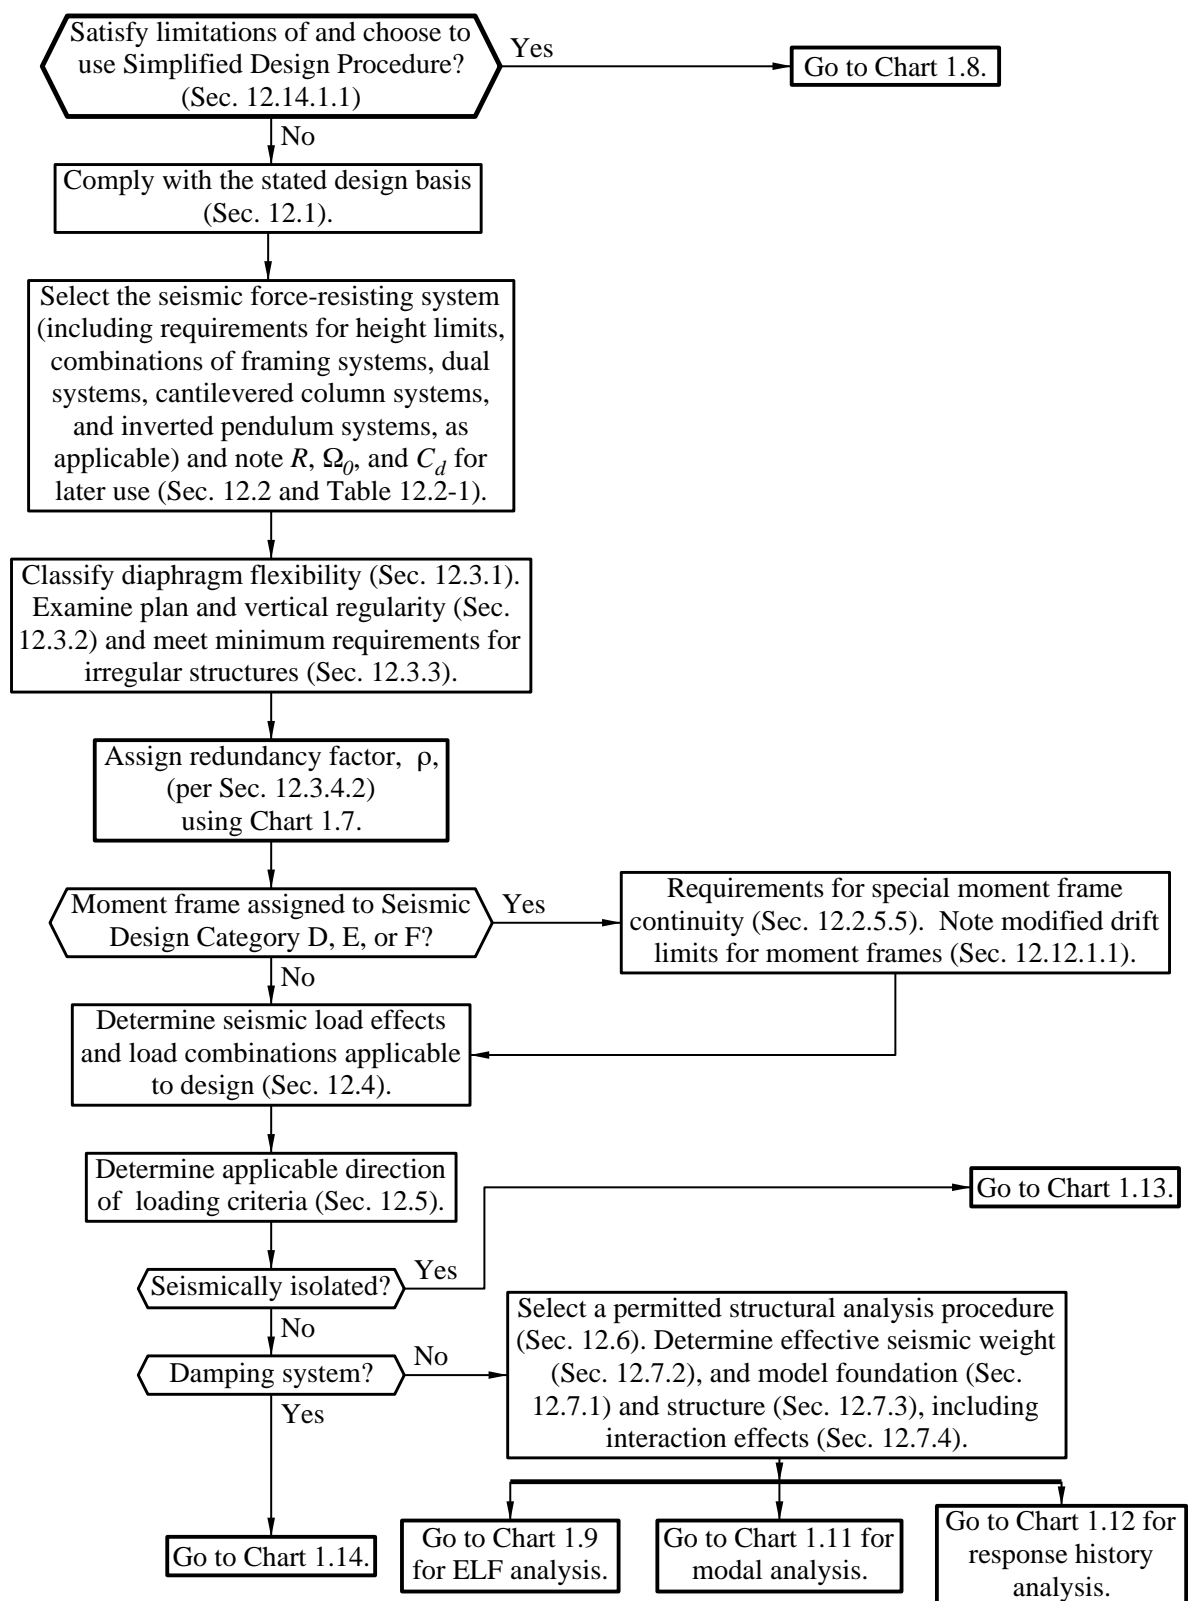 Satisfy limitations of and choose to
use Simplified Design Procedure?
(Sec. 12.14.1.1)
Yes
Go to Chart 1.8.
No
Comply with the stated design basis
(Sec. 12.1).
Select the seismic force-resisting system
(including requirements for height limits,
combinations of framing systems, dual
systems, cantilevered column systems,
and inverted pendulum systems, as
applicable) and note R, Ω0, and Cd for
later use (Sec. 12.2 and Table 12.2-1).
Classify diaphragm flexibility (Sec. 12.3.1).
Examine plan and vertical regularity (Sec.
12.3.2) and meet minimum requirements for
irregular structures (Sec. 12.3.3).
Assign redundancy factor, ρ,
(per Sec. 12.3.4.2)
using Chart 1.7.
Moment frame assigned to Seismic
Design Category D, E, or F?
Yes
Requirements for special moment frame
continuity (Sec. 12.2.5.5). Note modified drift
limits for moment frames (Sec. 12.12.1.1).
No
Determine seismic load effects
and load combinations applicable
to design (Sec. 12.4).
Determine applicable direction
of loading criteria (Sec. 12.5).
Go to Chart 1.13.
Seismically isolated?
Yes
No
Damping system?
No
Select a permitted structural analysis procedure
(Sec. 12.6). Determine effective seismic weight
(Sec. 12.7.2), and model foundation (Sec.
12.7.1) and structure (Sec. 12.7.3), including
interaction effects (Sec. 12.7.4).
Yes
Go to Chart 1.14.
Go to Chart 1.9
for ELF analysis.
Go to Chart 1.11 for
modal analysis.
Go to Chart 1.12 for
response history
analysis.